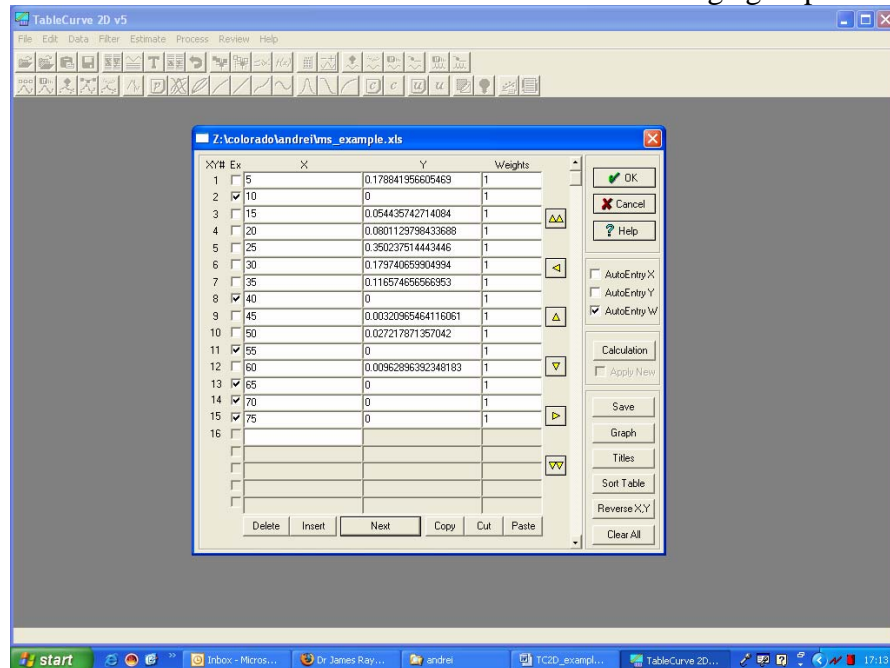 TableCurve 2D v5
File Edit Data Filter Estimate Process Review Help
Z:\colorado\andrei\ms_example.xls
XY# Ex X Y Weights
1 5 0.178841956605469 1
2 10 0 1
3 15 0.054435742714084 1
4 20 0.0801129798433688 1
5 25 0.350237514443446 1
6 30 0.179740659904994 1
7 35 0.116574656566953 1
8 40 0 1
9 45 0.00320965464116061 1
10 50 0.027217871357042 1
11 55 0 1
12 60 0.00962896392348183 1
13 65 0 1
14 70 0 1
15 75 0 1
16
Delete Insert Next Copy Cut Paste
OK
Cancel
? Help
AutoEntry X
AutoEntry Y
AutoEntry W
Calculation
Apply New
Save
Graph
Titles
Sort Table
Reverse X,Y
Clear All
start
Inbox - Micros...
Dr James Ray...
andrei
TC2D_exampl...
TableCurve 2D...
17:13